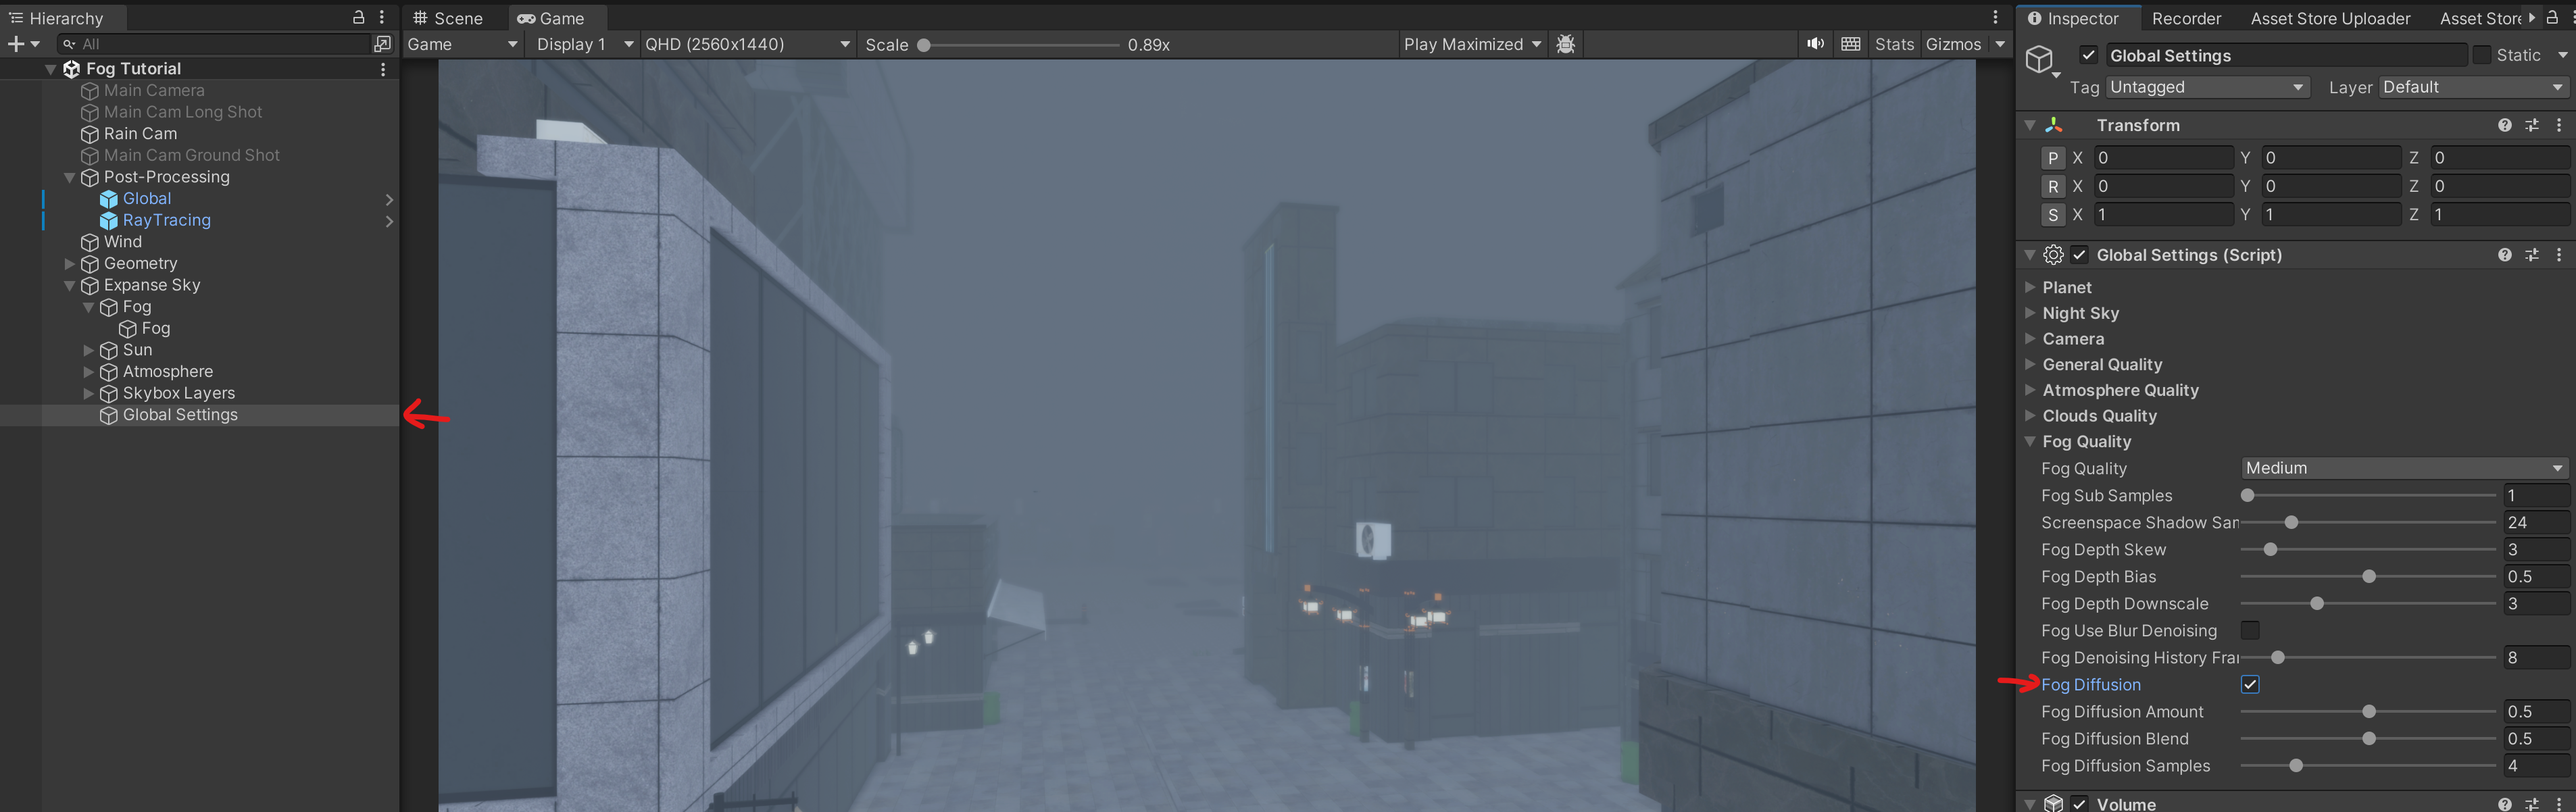 Hierarchy
All
Fog Tutorial
Main Camera
Main Cam Long Shot
Rain Cam
Main Cam Ground Shot
Post-Processing
Global
RayTracing
Wind
Geometry
Expanse Sky
Fog
Fog
Sun
Atmosphere
Skybox Layers
Global Settings
Scene Game
Game Display 1 QHD (2560x1440) Scale 0.89x Play Maximized Stats Gizmos
Inspector Recorder Asset Store Uploader Asset Store
Global Settings Static
Tag Untagged Layer Default
Transform
P X 0 Y 0 Z 0
R X 0 Y 0 Z 0
S X 1 Y 1 Z 1
Global Settings (Script)
Planet
Night Sky
Camera
General Quality
Atmosphere Quality
Clouds Quality
Fog Quality
Fog Quality Medium
Fog Sub Samples 1
Screenspace Shadow Sam 24
Fog Depth Skew 3
Fog Depth Bias 0.5
Fog Depth Downscale 3
Fog Use Blur Denoising
Fog Denoising History Fra 8
Fog Diffusion
Fog Diffusion Amount 0.5
Fog Diffusion Blend 0.5
Fog Diffusion Samples 4
Volume